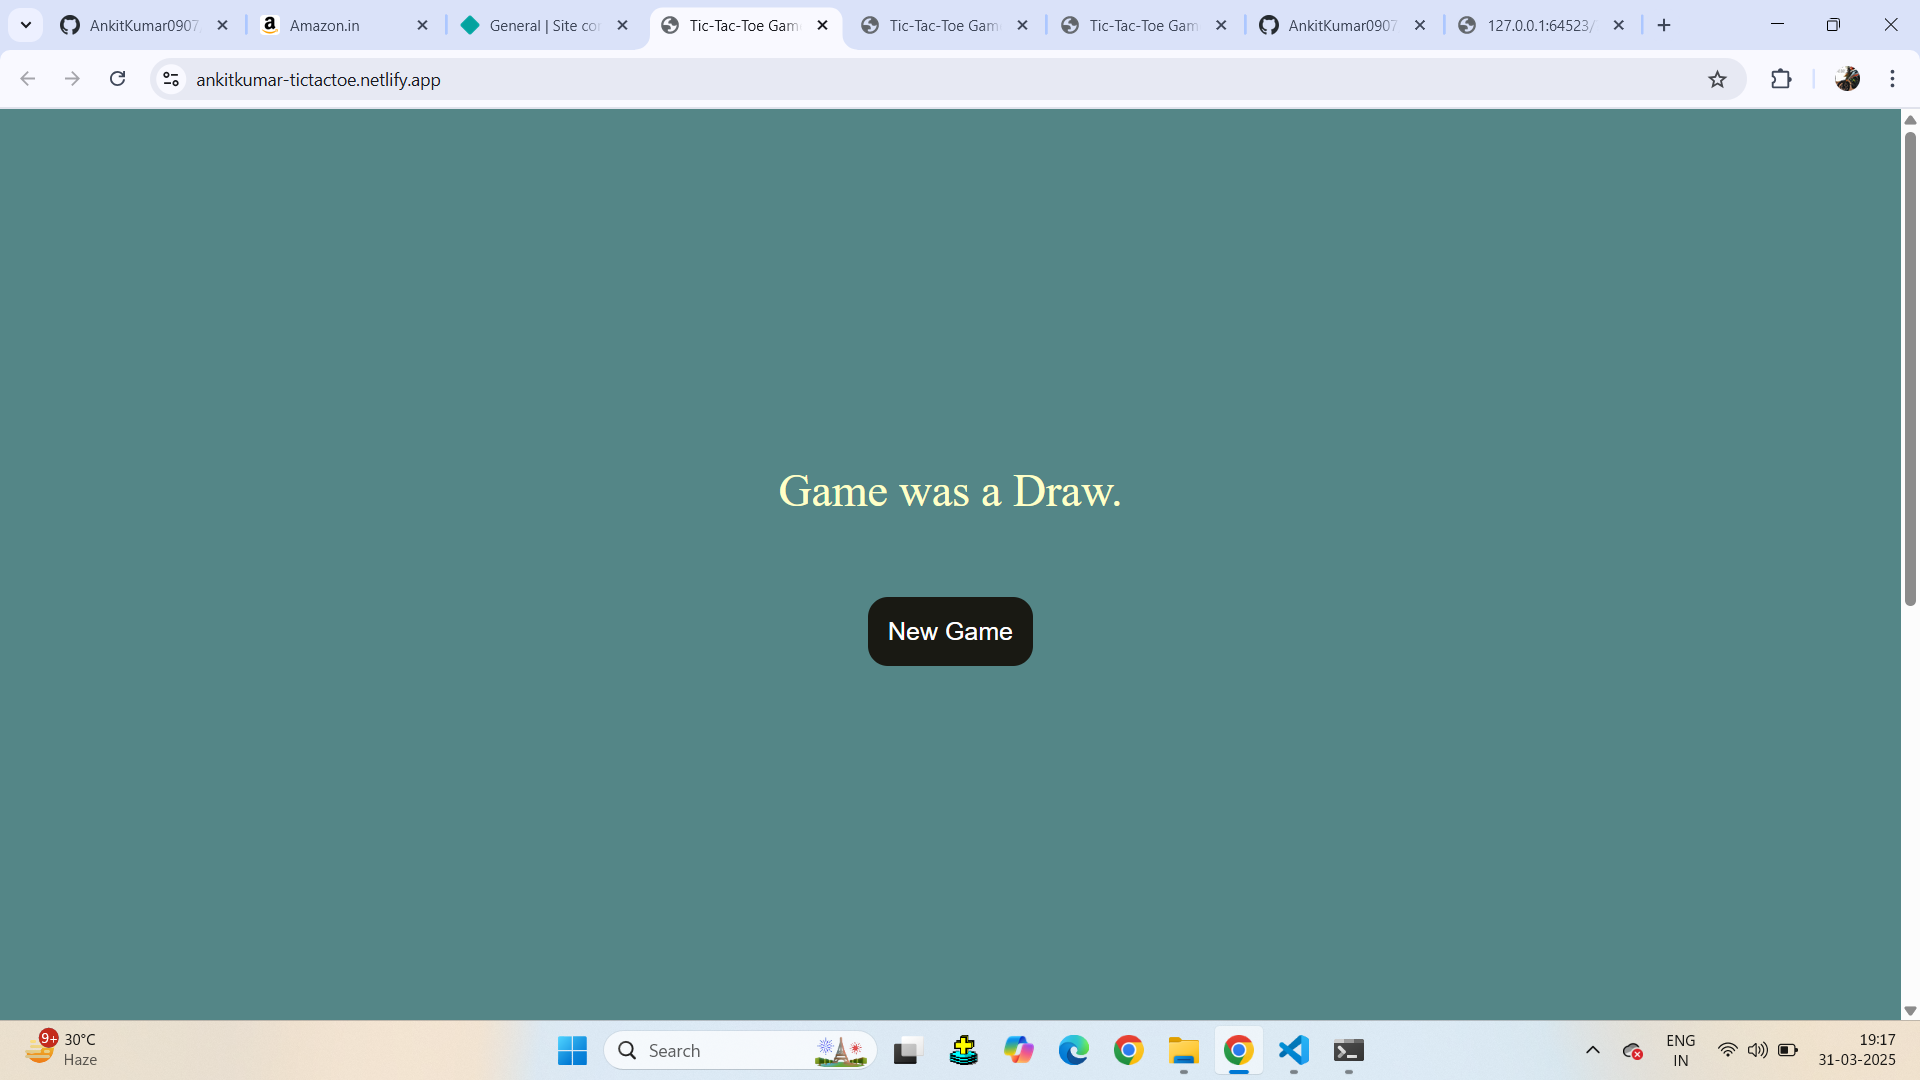 AnkitKumar0907
Amazon.in
General | Site co
Tic-Tac-Toe Gam
Tic-Tac-Toe Gam
Tic-Tac-Toe Gam
AnkitKumar0907
127.0.0.1:64523/
ankitkumar-tictactoe.netlify.app
Game was a Draw.
New Game
9+
30°C
Haze
Search
ENG
IN
19:17
31-03-2025